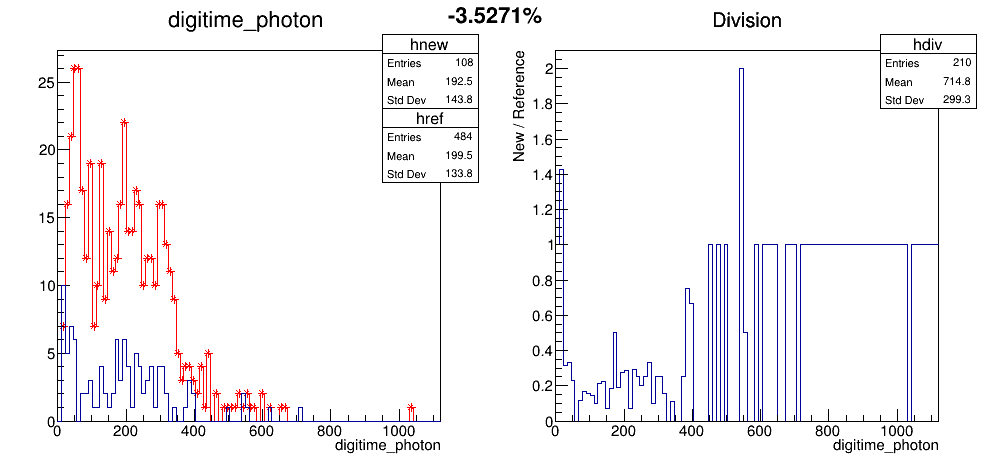 -3.5271%
digitime_photon
hnew
Entries 108
Mean 192.5
Std Dev 143.8
href
Entries 484
Mean 199.5
Std Dev 133.8
25
20
15
10
5
0
0 200 400 600 800 1000
digitime_photon
Division
hdiv
Entries 210
Mean 714.8
Std Dev 299.3
New / Reference
2
1.8
1.6
1.4
1.2
1
0.8
0.6
0.4
0.2
0
0 200 400 600 800 1000
digitime_photon